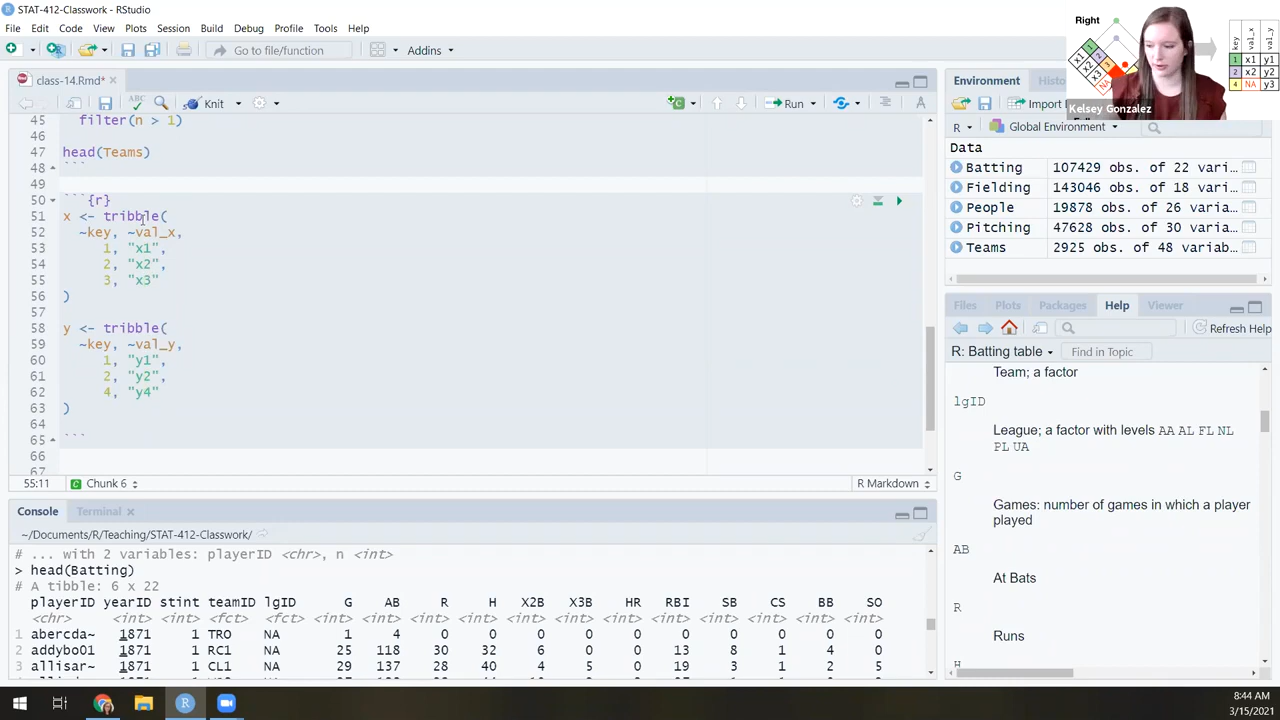 STAT-412-Classwork - RStudio
File Edit Code View Plots Session Build Debug Profile Tools Help
Go to file/function Addins
class-14.Rmd*
Knit Run
45 filter(n > 1)
46
47 head(Teams)
48 ```
49
50 ```{r}
51 x <- tribble(
52 ~key, ~val_x,
53 1, "x1",
54 2, "x2",
55 3, "x3"
56 )
57
58 y <- tribble(
59 ~key, ~val_y,
60 1, "y1",
61 2, "y2",
62 4, "y4"
63 )
64
65 ```
66
67
55:11 Chunk 6 R Markdown
Console Terminal
~/Documents/R/Teaching/STAT-412-Classwork/
# ... with 2 variables: playerID <chr>, n <int>
> head(Batting)
# A tibble: 6 x 22
playerID yearID stint teamID lgID G AB R H X2B X3B HR RBI SB CS BB SO
<chr> <int> <int> <fct> <fct> <int> <int> <int> <int> <int> <int> <int> <int> <int> <int> <int> <int>
1 abercda~ 1871 1 TRO NA 1 4 0 0 0 0 0 0 0 0 0 0
2 addybo01 1871 1 RC1 NA 25 118 30 32 6 0 0 13 8 1 4 0
3 allisar~ 1871 1 CL1 NA 29 137 28 40 4 5 0 19 3 1 2 5
Environment Histo
Import
R Global Environment
Data
Batting 107429 obs. of 22 vari...
Fielding 143046 obs. of 18 vari...
People 19878 obs. of 26 vari...
Pitching 47628 obs. of 30 vari...
Teams 2925 obs. of 48 variab...
Files Plots Packages Help Viewer
Refresh Help
R: Batting table Find in Topic
Team; a factor
lgID
League; a factor with levels AA AL FL NL
PL UA
G
Games: number of games in which a player
played
AB
At Bats
R
Runs
H
Right
x1 1
x2 2
x3 3
NA
key val_x val_y
1 x1 y1
2 x2 y2
4 NA y3
Kelsey Gonzalez
8:44 AM
3/15/2021